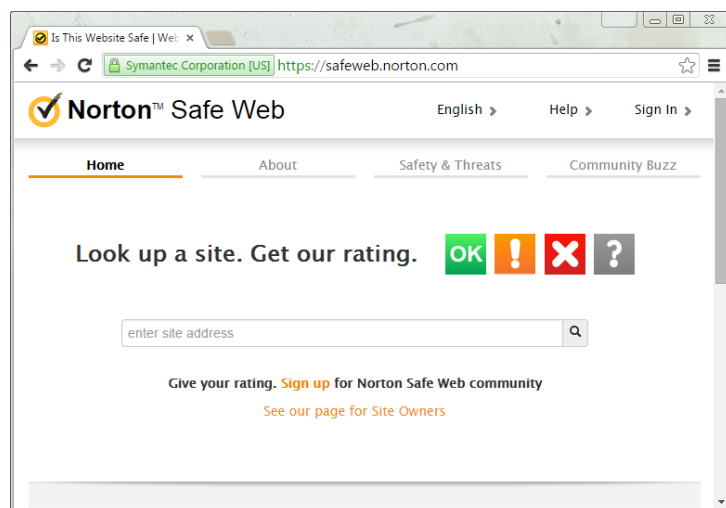 Is This Website Safe | Web
Symantec Corporation [US] https://safeweb.norton.com
Norton™ Safe Web English Help Sign In
Home About Safety & Threats Community Buzz
Look up a site. Get our rating. OK ! ?
enter site address
Give your rating. Sign up for Norton Safe Web community
See our page for Site Owners